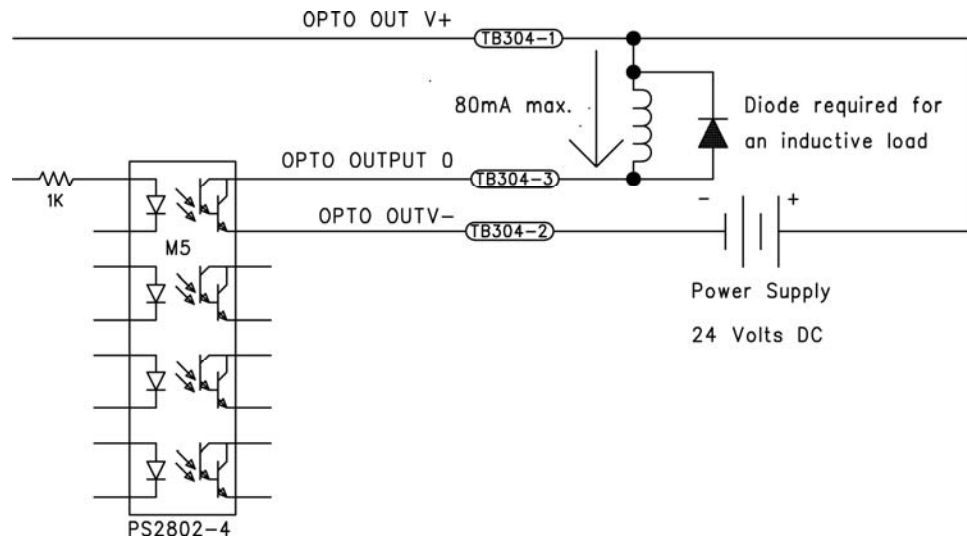 OPTO OUT V+
TB304-1
80mA max.
Diode required for
an inductive load
OPTO OUTPUT 0
TB304-3
1K
OPTO OUTV-
TB304-2
- +
M5
Power Supply
24 Volts DC
PS2802-4